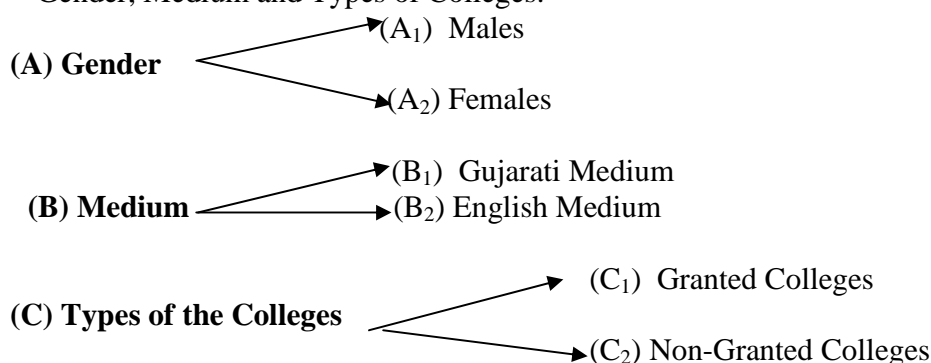 Gender, Medium and Types of Colleges.
(A₁) Males
(A) Gender
(A₂) Females
(B₁) Gujarati Medium
(B) Medium
(B₂) English Medium
(C₁) Granted Colleges
(C) Types of the Colleges
(C₂) Non-Granted Colleges